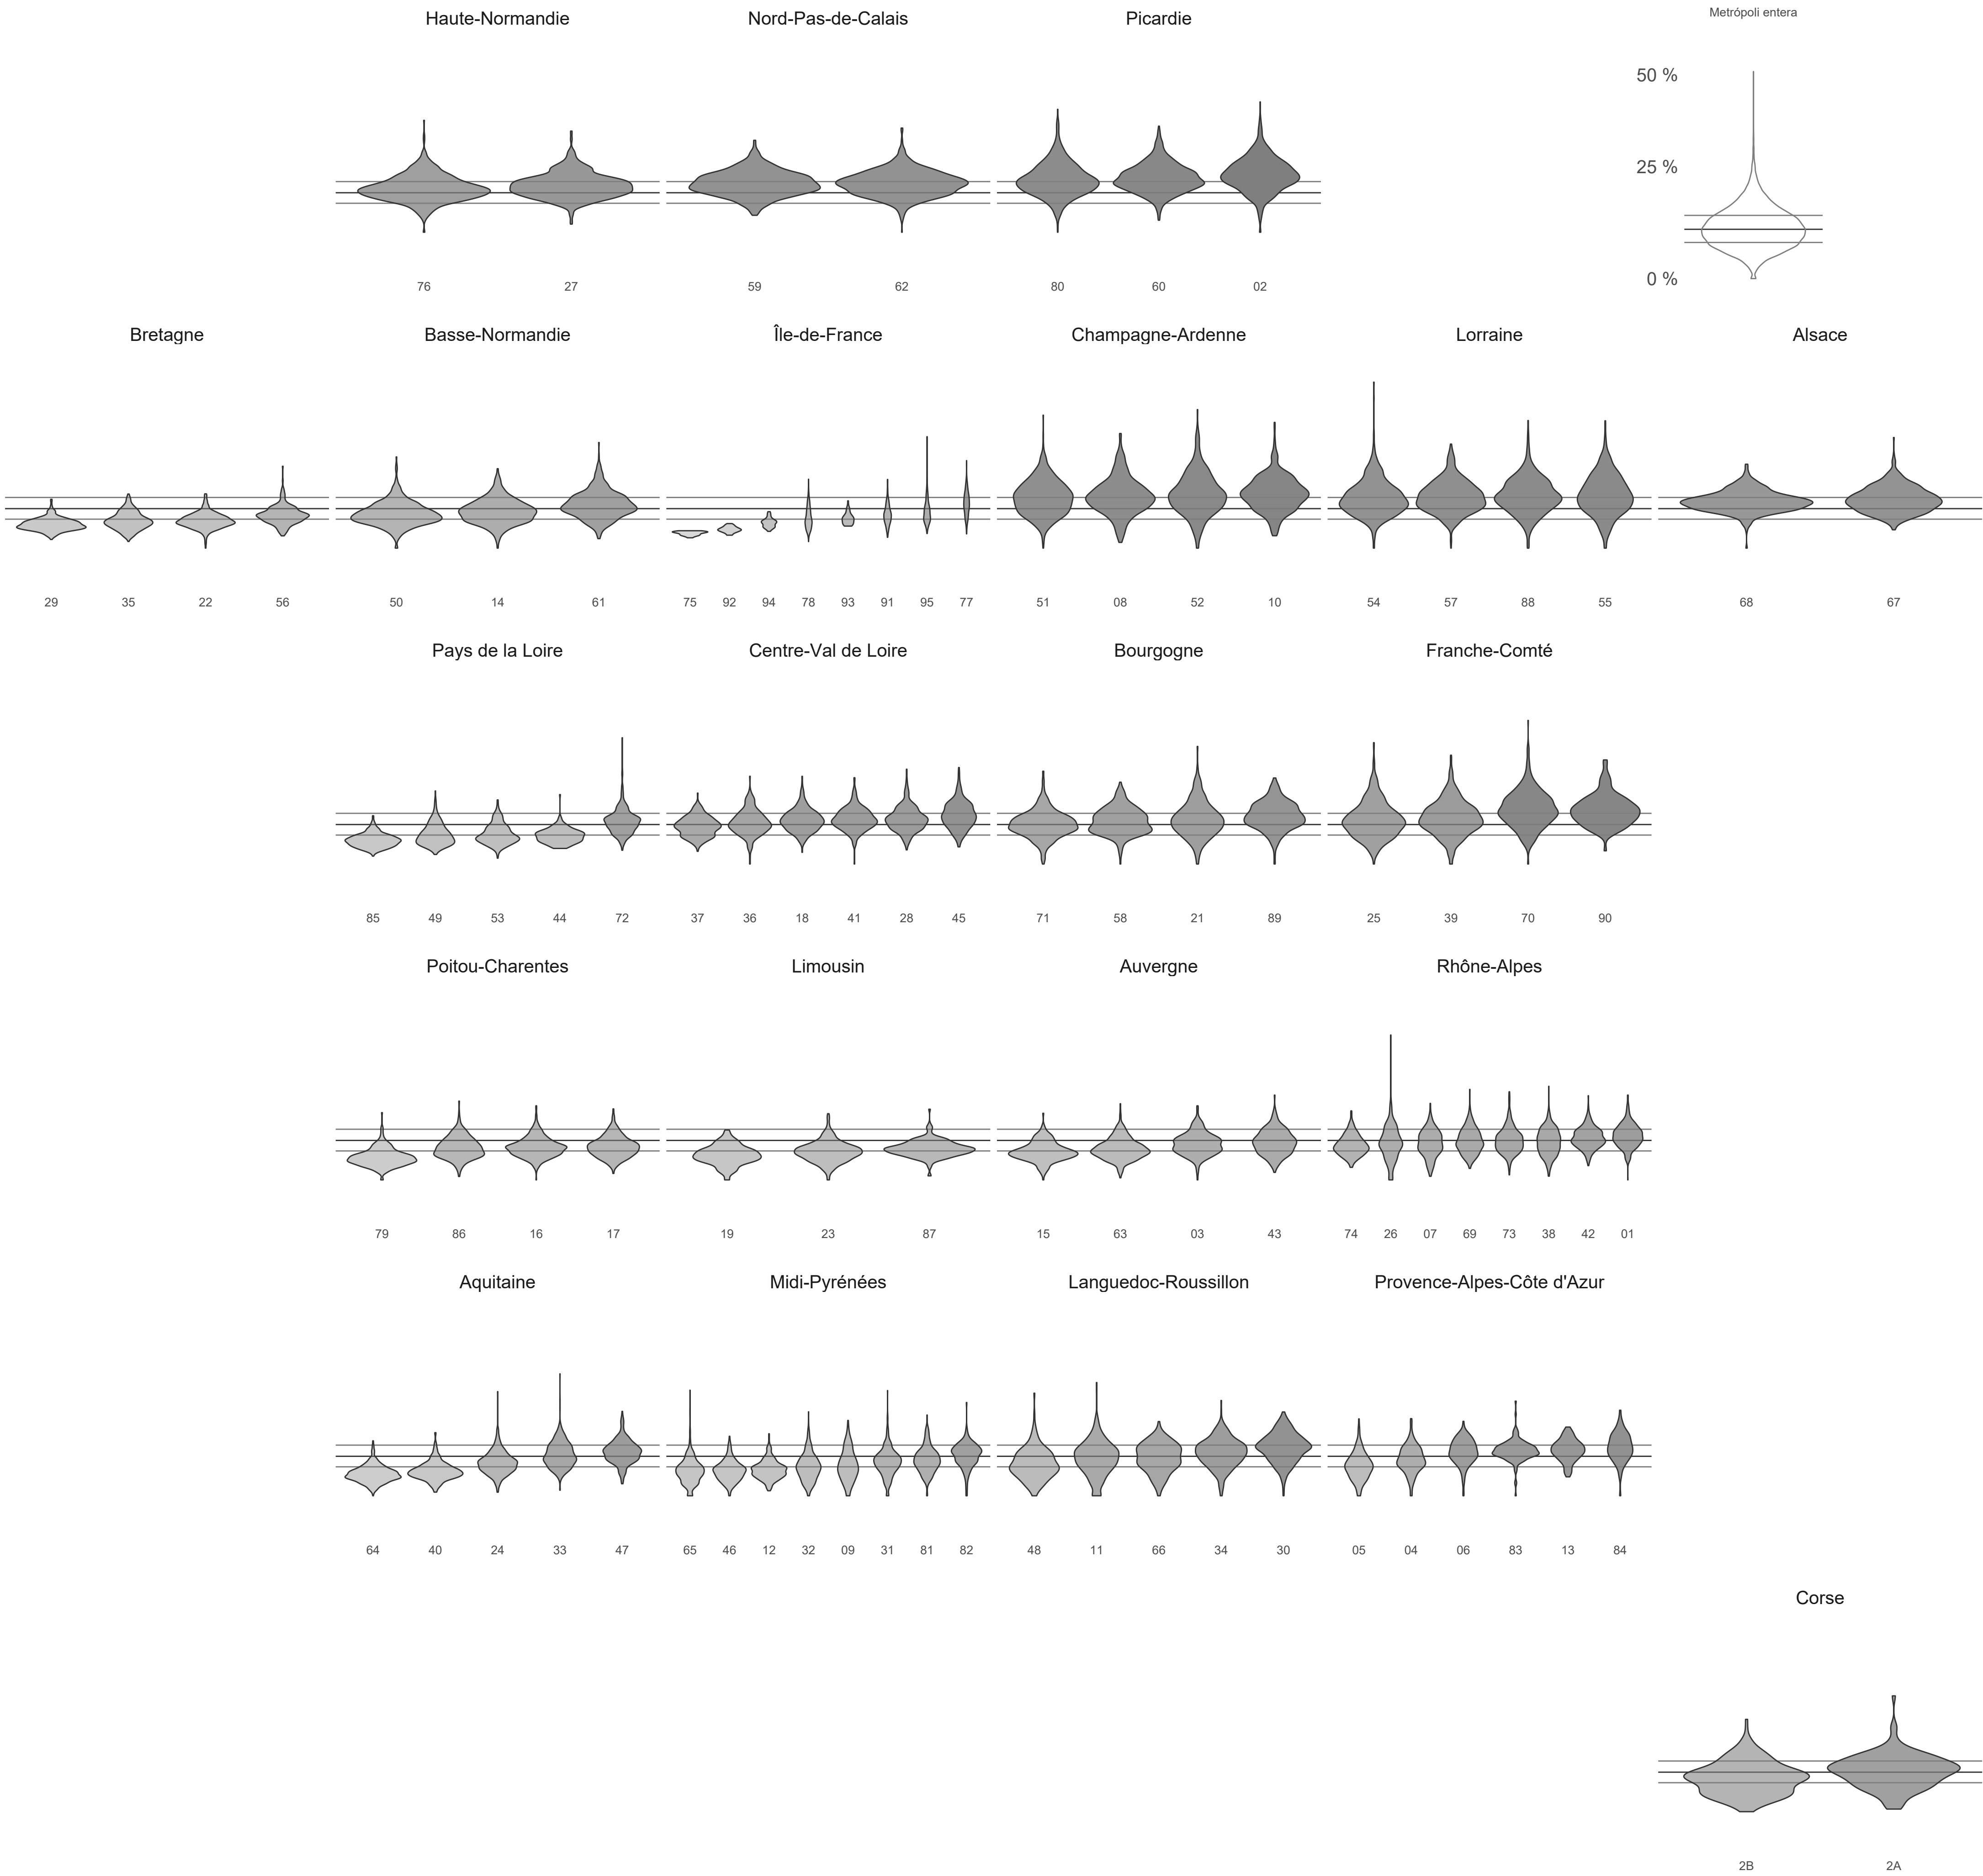 Haute-Normandie Nord-Pas-de-Calais Picardie Metrópoli entera
50 %
25 %
0 %
76 27 59 62 80 60 02
Bretagne Basse-Normandie Île-de-France Champagne-Ardenne Lorraine Alsace
29 35 22 56 50 14 61 75 92 94 78 93 91 95 77 51 08 52 10 54 57 88 55 68 67
Pays de la Loire Centre-Val de Loire Bourgogne Franche-Comté
85 49 53 44 72 37 36 18 41 28 45 71 58 21 89 25 39 70 90
Poitou-Charentes Limousin Auvergne Rhône-Alpes
79 86 16 17 19 23 87 15 63 03 43 74 26 07 69 73 38 42 01
Aquitaine Midi-Pyrénées Languedoc-Roussillon Provence-Alpes-Côte d'Azur
64 40 24 33 47 65 46 12 32 09 31 81 82 48 11 66 34 30 05 04 06 83 13 84
Corse
2B 2A